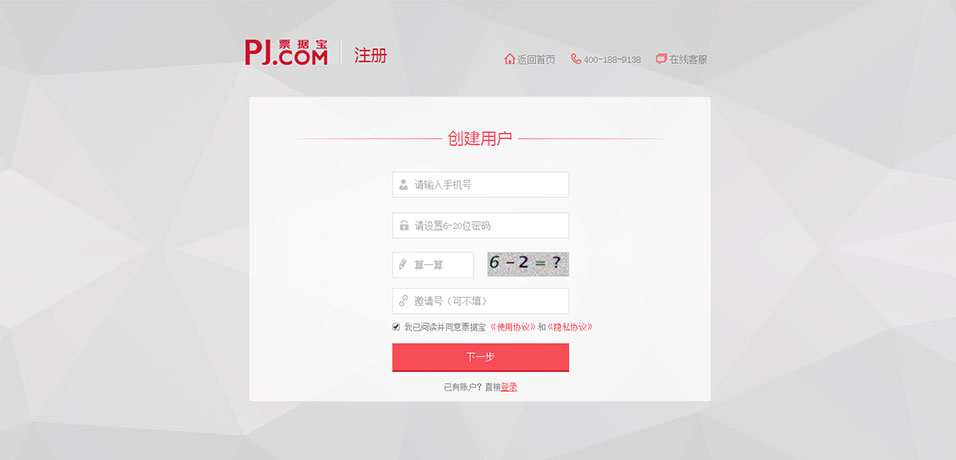 PJ.COM 票据宝 注册
返回首页 400-188-9138 在线客服
创建用户
请输入手机号
请设置6-20位密码
算一算 6-2=?
邀请号（可不填）
我已阅读并同意票据宝《使用协议》和《隐私协议》
下一步
已有账户？直接登录